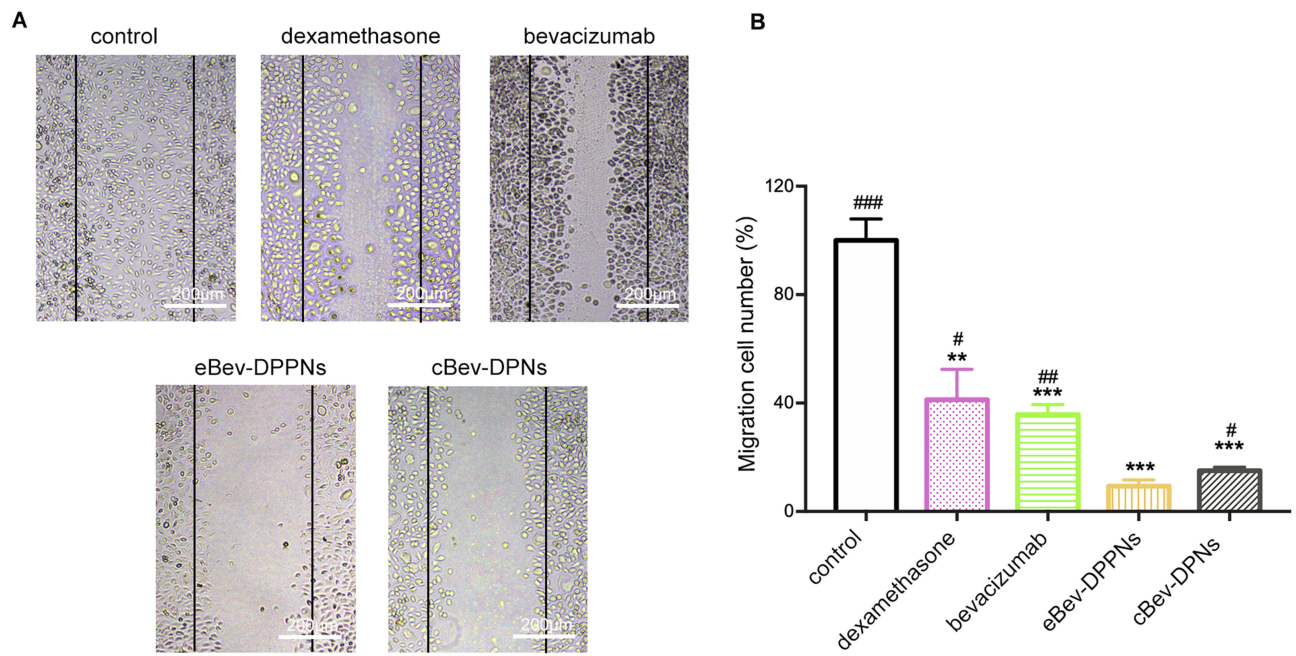 A
control
dexamethasone
bevacizumab
200μm
200μm
200μm
eBev-DPPNs
cBev-DPNs
200μm
200μm
B
Migration cell number (%)
120
80
40
0
###
#
**
##
***
***
#
***
control
dexamethasone
bevacizumab
eBev-DPPNs
cBev-DPNs